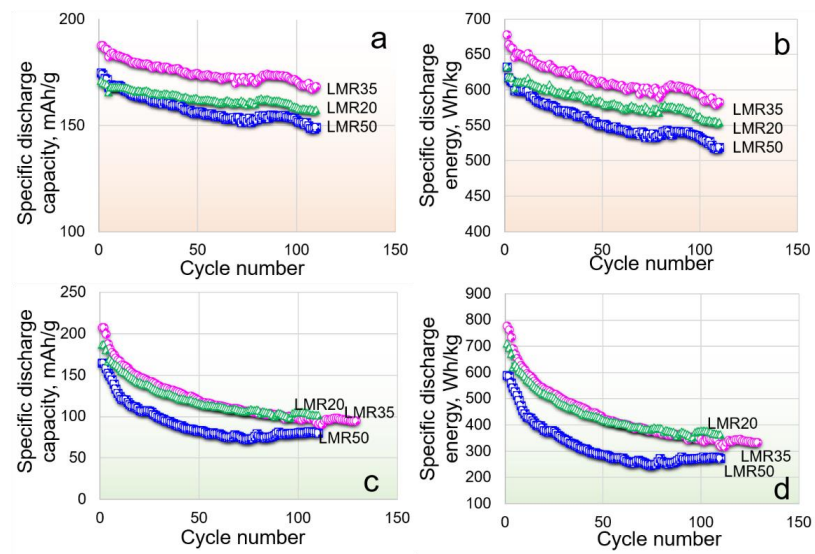 Specific discharge
capacity, mAh/g
200
150
100
0
50
100
150
Cycle number
a
LMR35
LMR20
LMR50
Specific discharge
energy, Wh/kg
700
650
600
550
500
450
400
0
50
100
150
Cycle number
b
LMR35
LMR20
LMR50
Specific discharge
capacity, mAh/g
250
200
150
100
50
0
0
50
100
150
Cycle number
c
LMR20
LMR35
LMR50
Specific discharge
energy, Wh/kg
900
800
700
600
500
400
300
200
100
0
50
100
150
Cycle number
d
LMR20
LMR35
LMR50